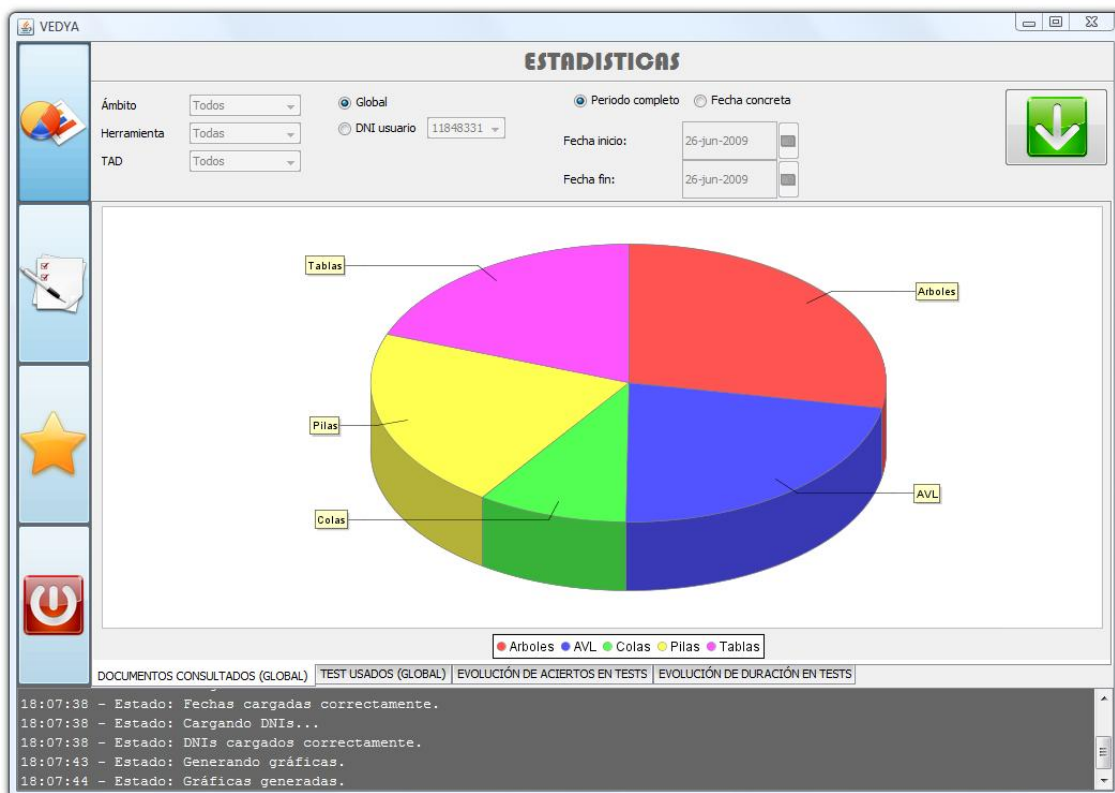 VEDYA
ESTADISTICAS
Ámbito
Todos
Global
Periodo completo
Fecha concreta
Herramienta
Todas
DNI usuario
11848331
Fecha inicio:
26-jun-2009
TAD
Todos
Fecha fin:
26-jun-2009
Tablas
Arboles
Pilas
AVL
Colas
Arboles AVL Colas Pilas Tablas
DOCUMENTOS CONSULTADOS (GLOBAL)
TEST USADOS (GLOBAL)
EVOLUCIÓN DE ACIERTOS EN TESTS
EVOLUCIÓN DE DURACIÓN EN TESTS
18:07:38 - Estado: Fechas cargadas correctamente.
18:07:38 - Estado: Cargando DNIs...
18:07:38 - Estado: DNIs cargados correctamente.
18:07:43 - Estado: Generando gráficas.
18:07:44 - Estado: Gráficas generadas.